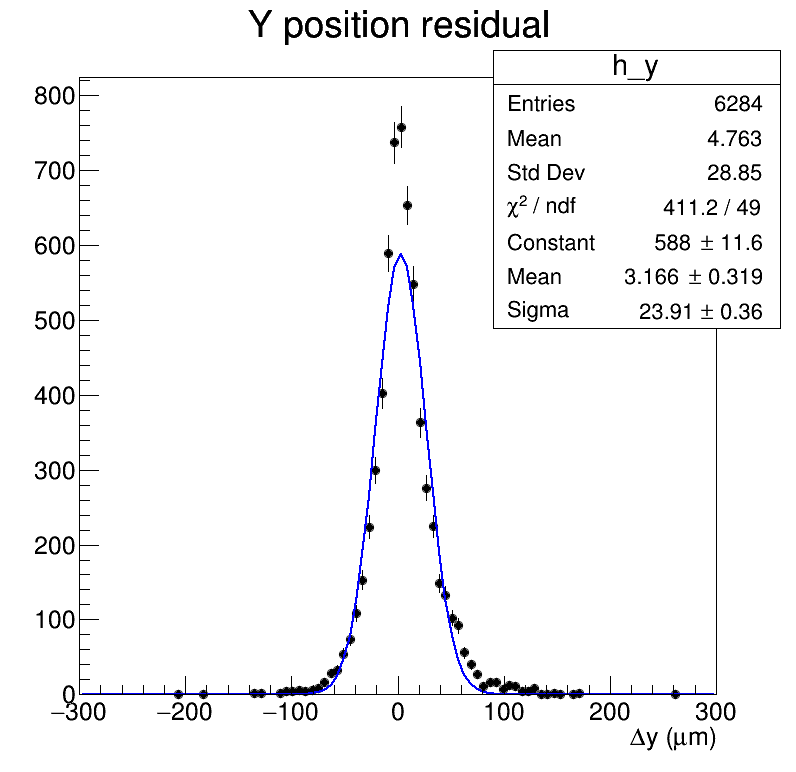 Y position residual
h_y
Entries 6284
Mean 4.763
Std Dev 28.85
χ² / ndf 411.2 / 49
Constant 588 ± 11.6
Mean 3.166 ± 0.319
Sigma 23.91 ± 0.36
800
700
600
500
400
300
200
100
0
−300 −200 −100 0 100 200 300
Δy (μm)